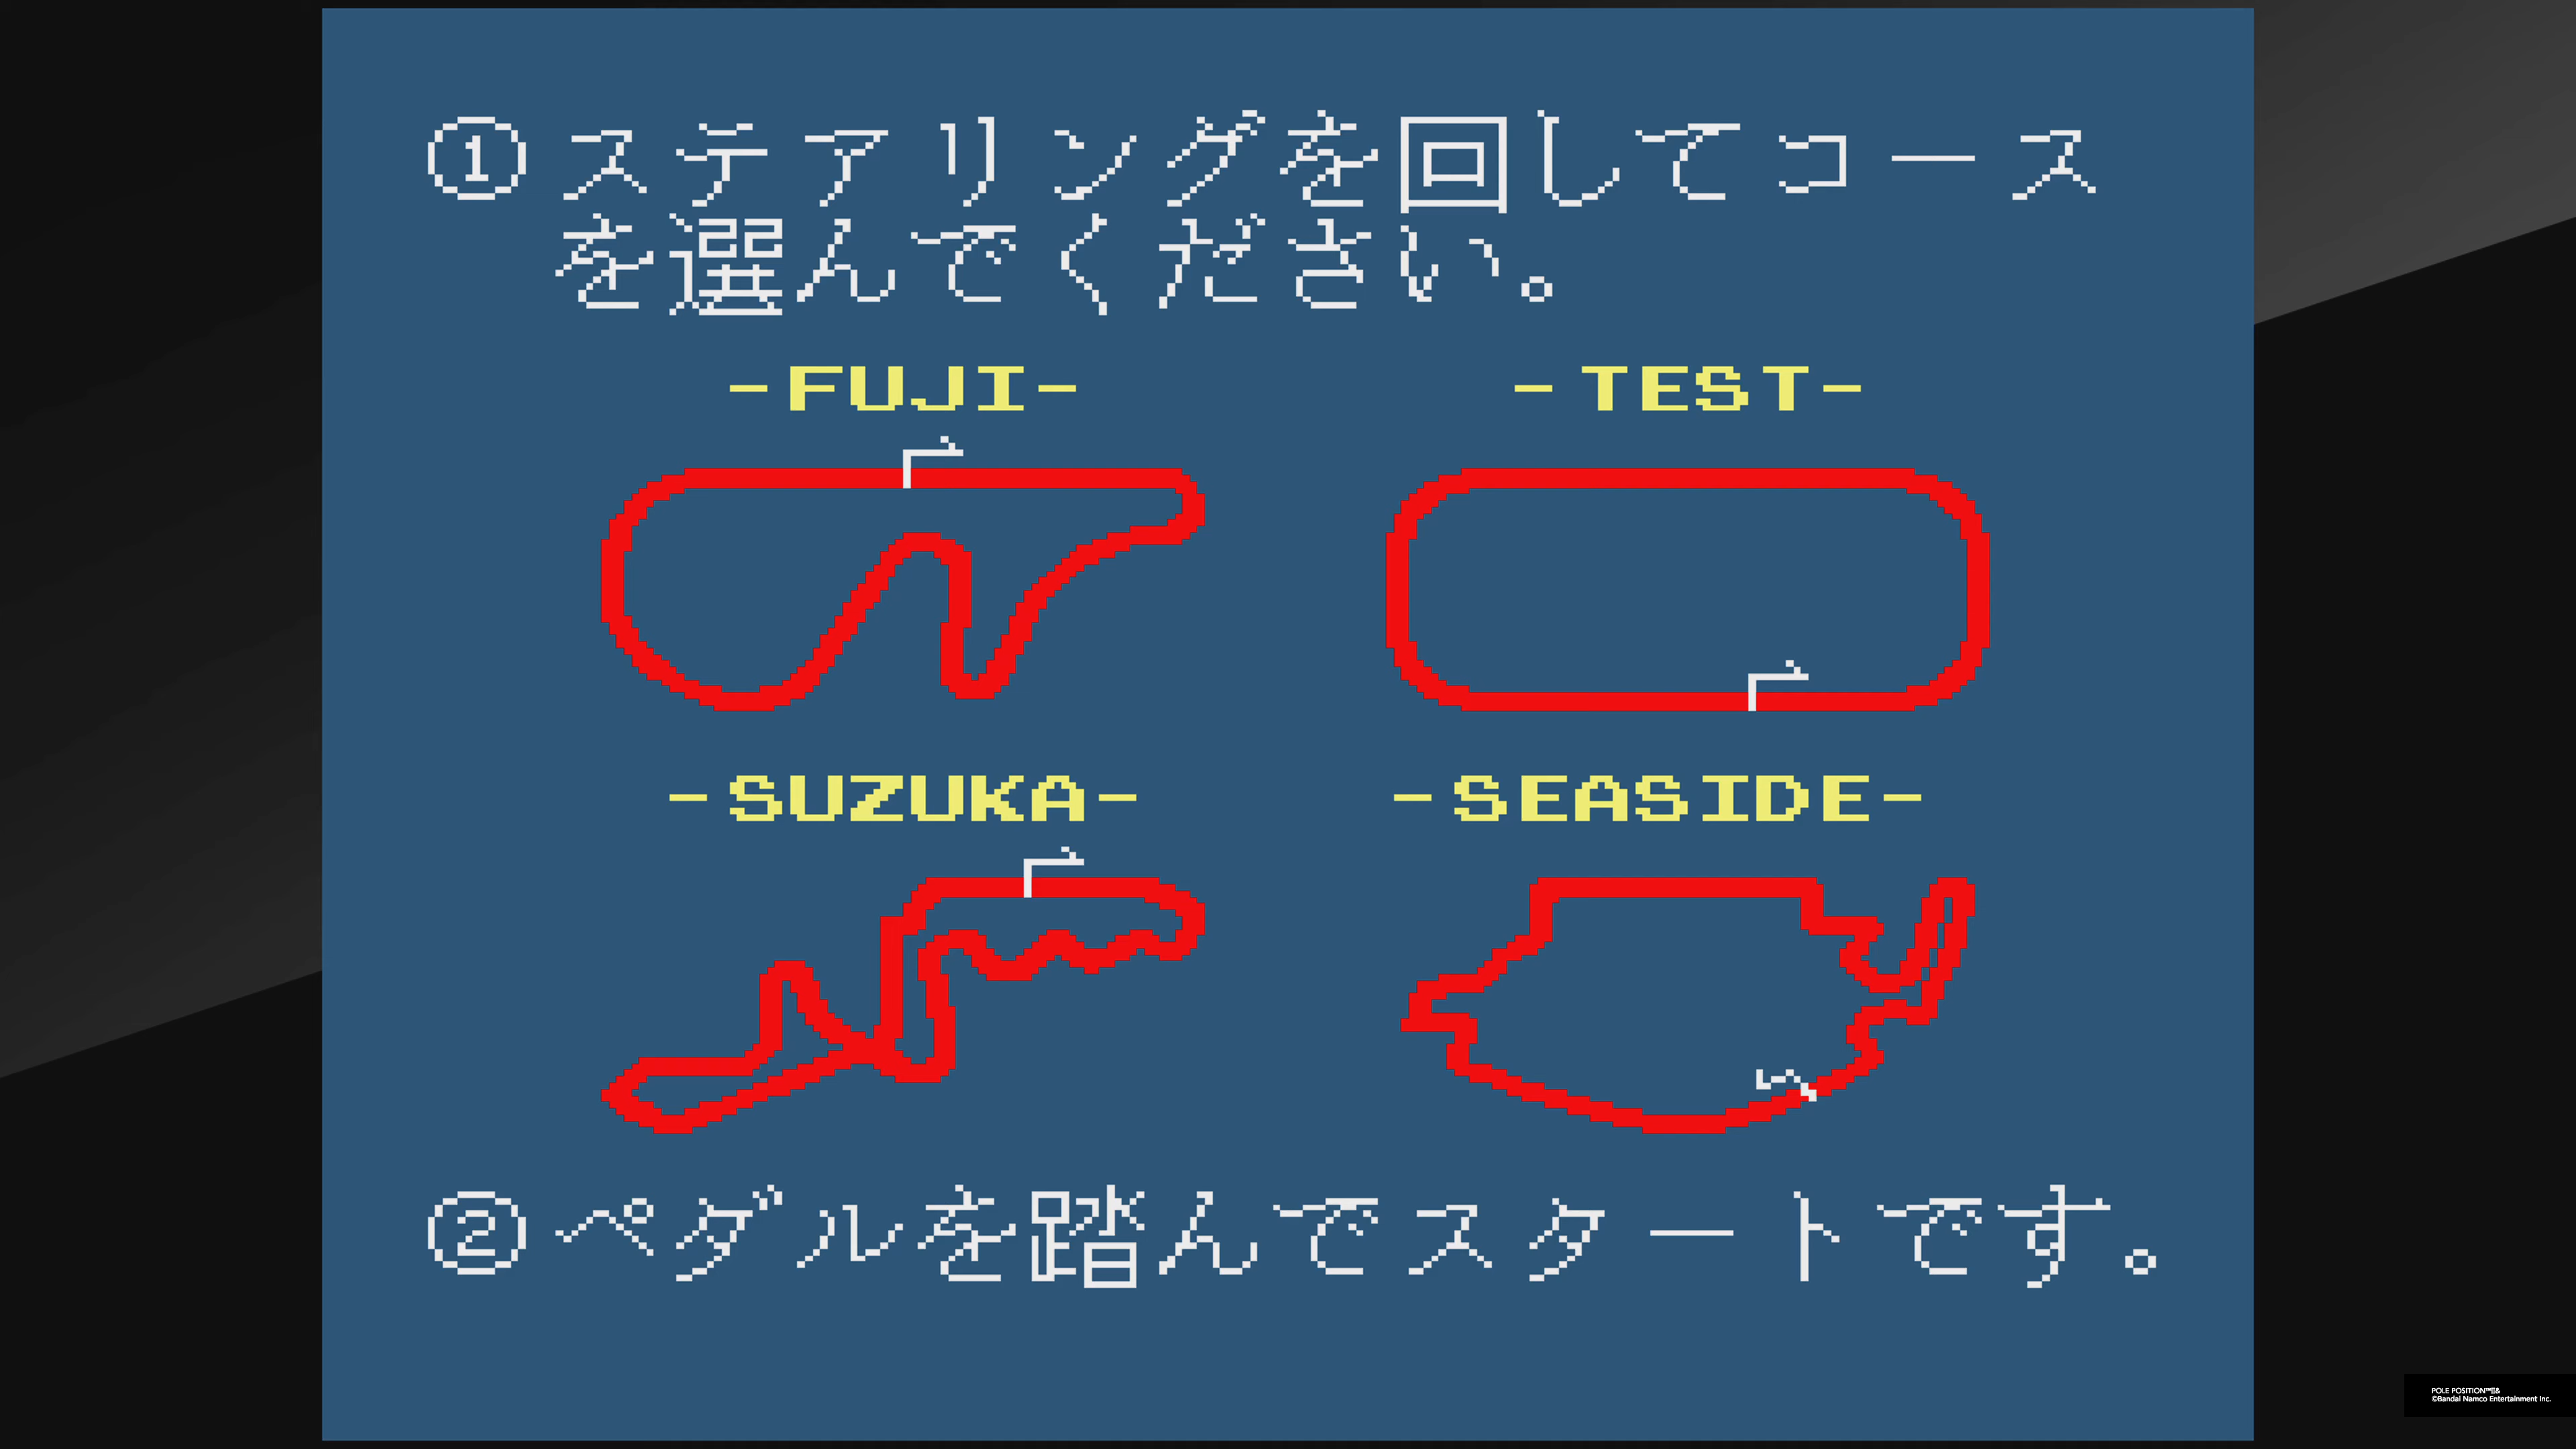 ①ステアリングを回してコース
を選んでください。
-FUJI-
-TEST-
-SUZUKA-
-SEASIDE-
②ペダルを踏んでスタートです。
POLE POSITION™Ⅱ&
©Bandai Namco Entertainment Inc.